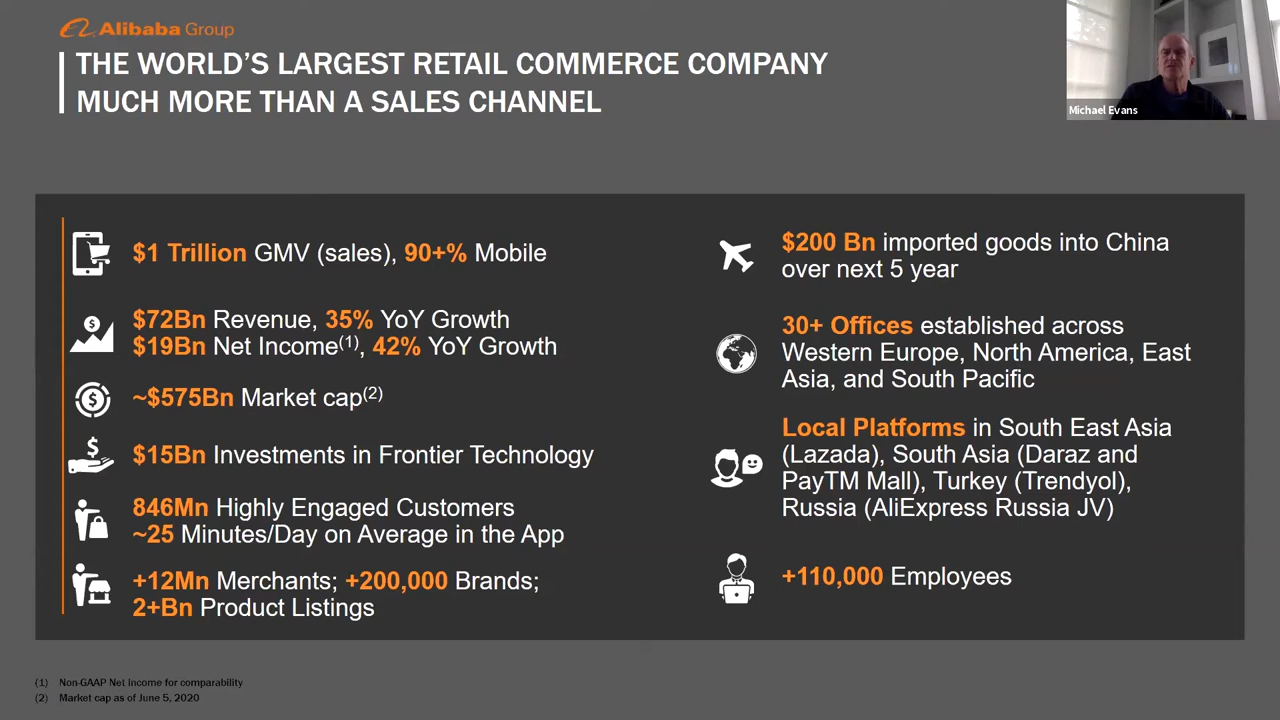 Alibaba Group
THE WORLD'S LARGEST RETAIL COMMERCE COMPANY
MUCH MORE THAN A SALES CHANNEL
Michael Evans
$1 Trillion GMV (sales), 90+% Mobile
$72Bn Revenue, 35% YoY Growth
$19Bn Net Income(1), 42% YoY Growth
~$575Bn Market cap(2)
$15Bn Investments in Frontier Technology
846Mn Highly Engaged Customers
~25 Minutes/Day on Average in the App
+12Mn Merchants; +200,000 Brands;
2+Bn Product Listings
$200 Bn imported goods into China
over next 5 year
30+ Offices established across
Western Europe, North America, East
Asia, and South Pacific
Local Platforms in South East Asia
(Lazada), South Asia (Daraz and
PayTM Mall), Turkey (Trendyol),
Russia (AliExpress Russia JV)
+110,000 Employees
(1) Non-GAAP Net Income for comparability
(2) Market cap as of June 5, 2020